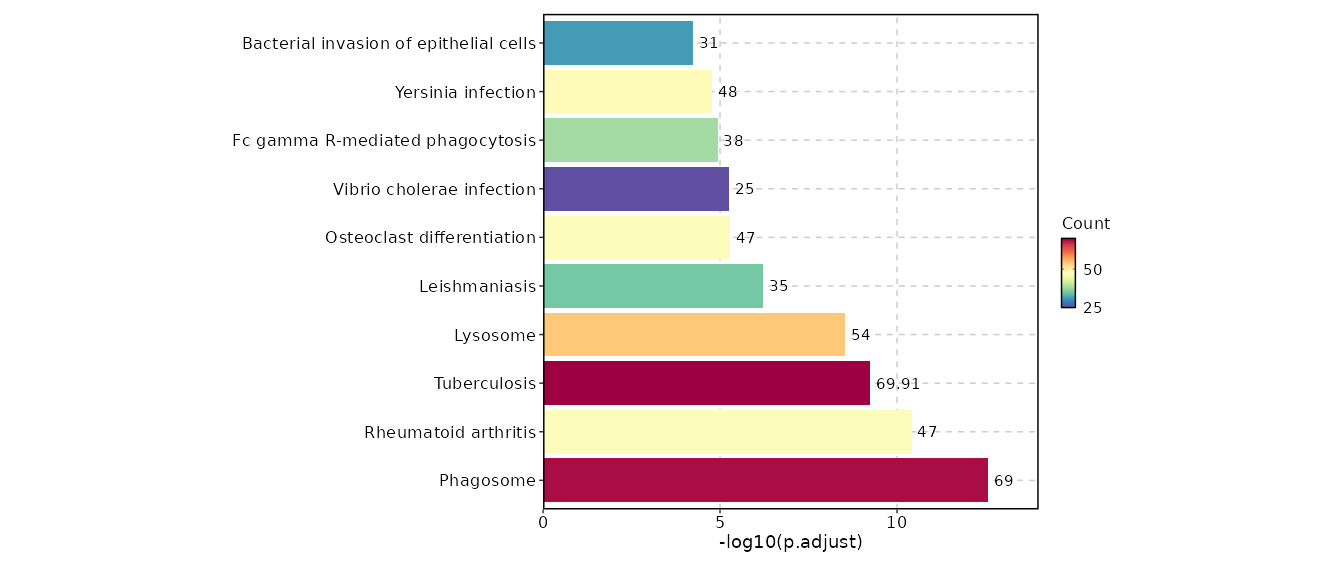 Bacterial invasion of epithelial cells 31
Yersinia infection 48
Fc gamma R-mediated phagocytosis 38
Vibrio cholerae infection 25
Osteoclast differentiation 47
Leishmaniasis 35
Lysosome 54
Tuberculosis 69.91
Rheumatoid arthritis 47
Phagosome 69
0 5 10
-log10(p.adjust)
Count
50
25